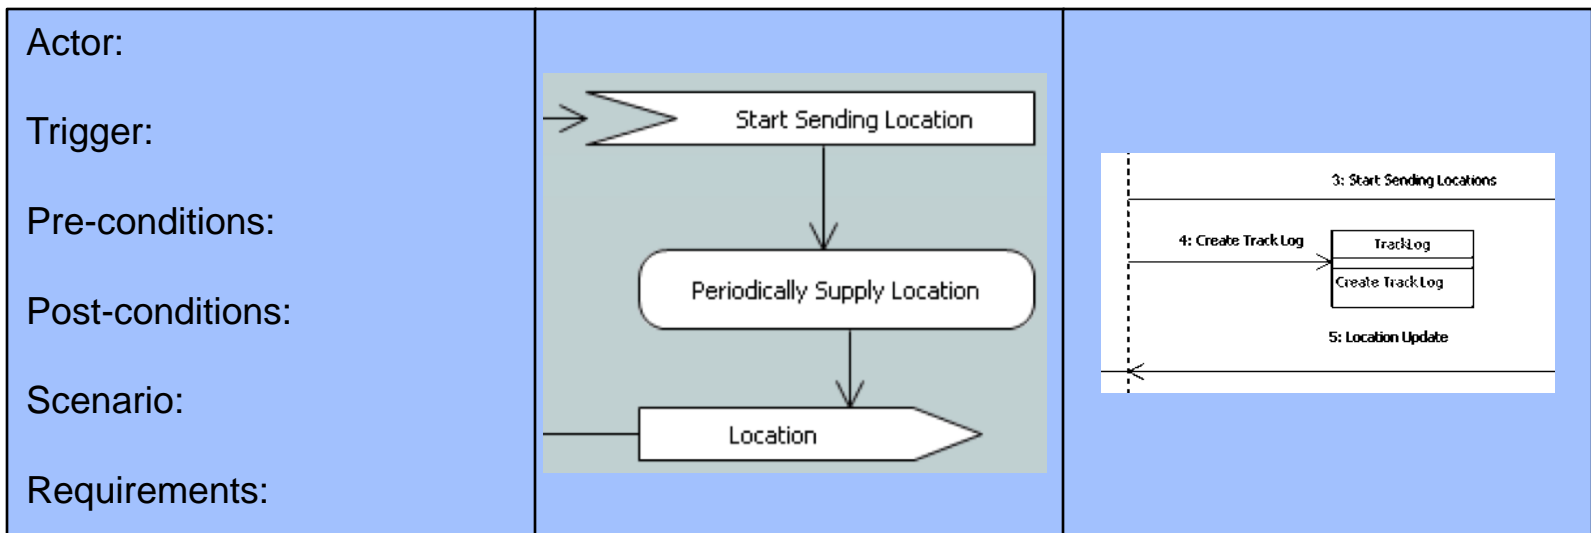 Actor:
Trigger:
Pre-conditions:
Post-conditions:
Scenario:
Requirements:
Start Sending Location
Periodically Supply Location
Location
3: Start Sending Locations
4: Create Track Log
TrackLog
Create Track Log
5: Location Update